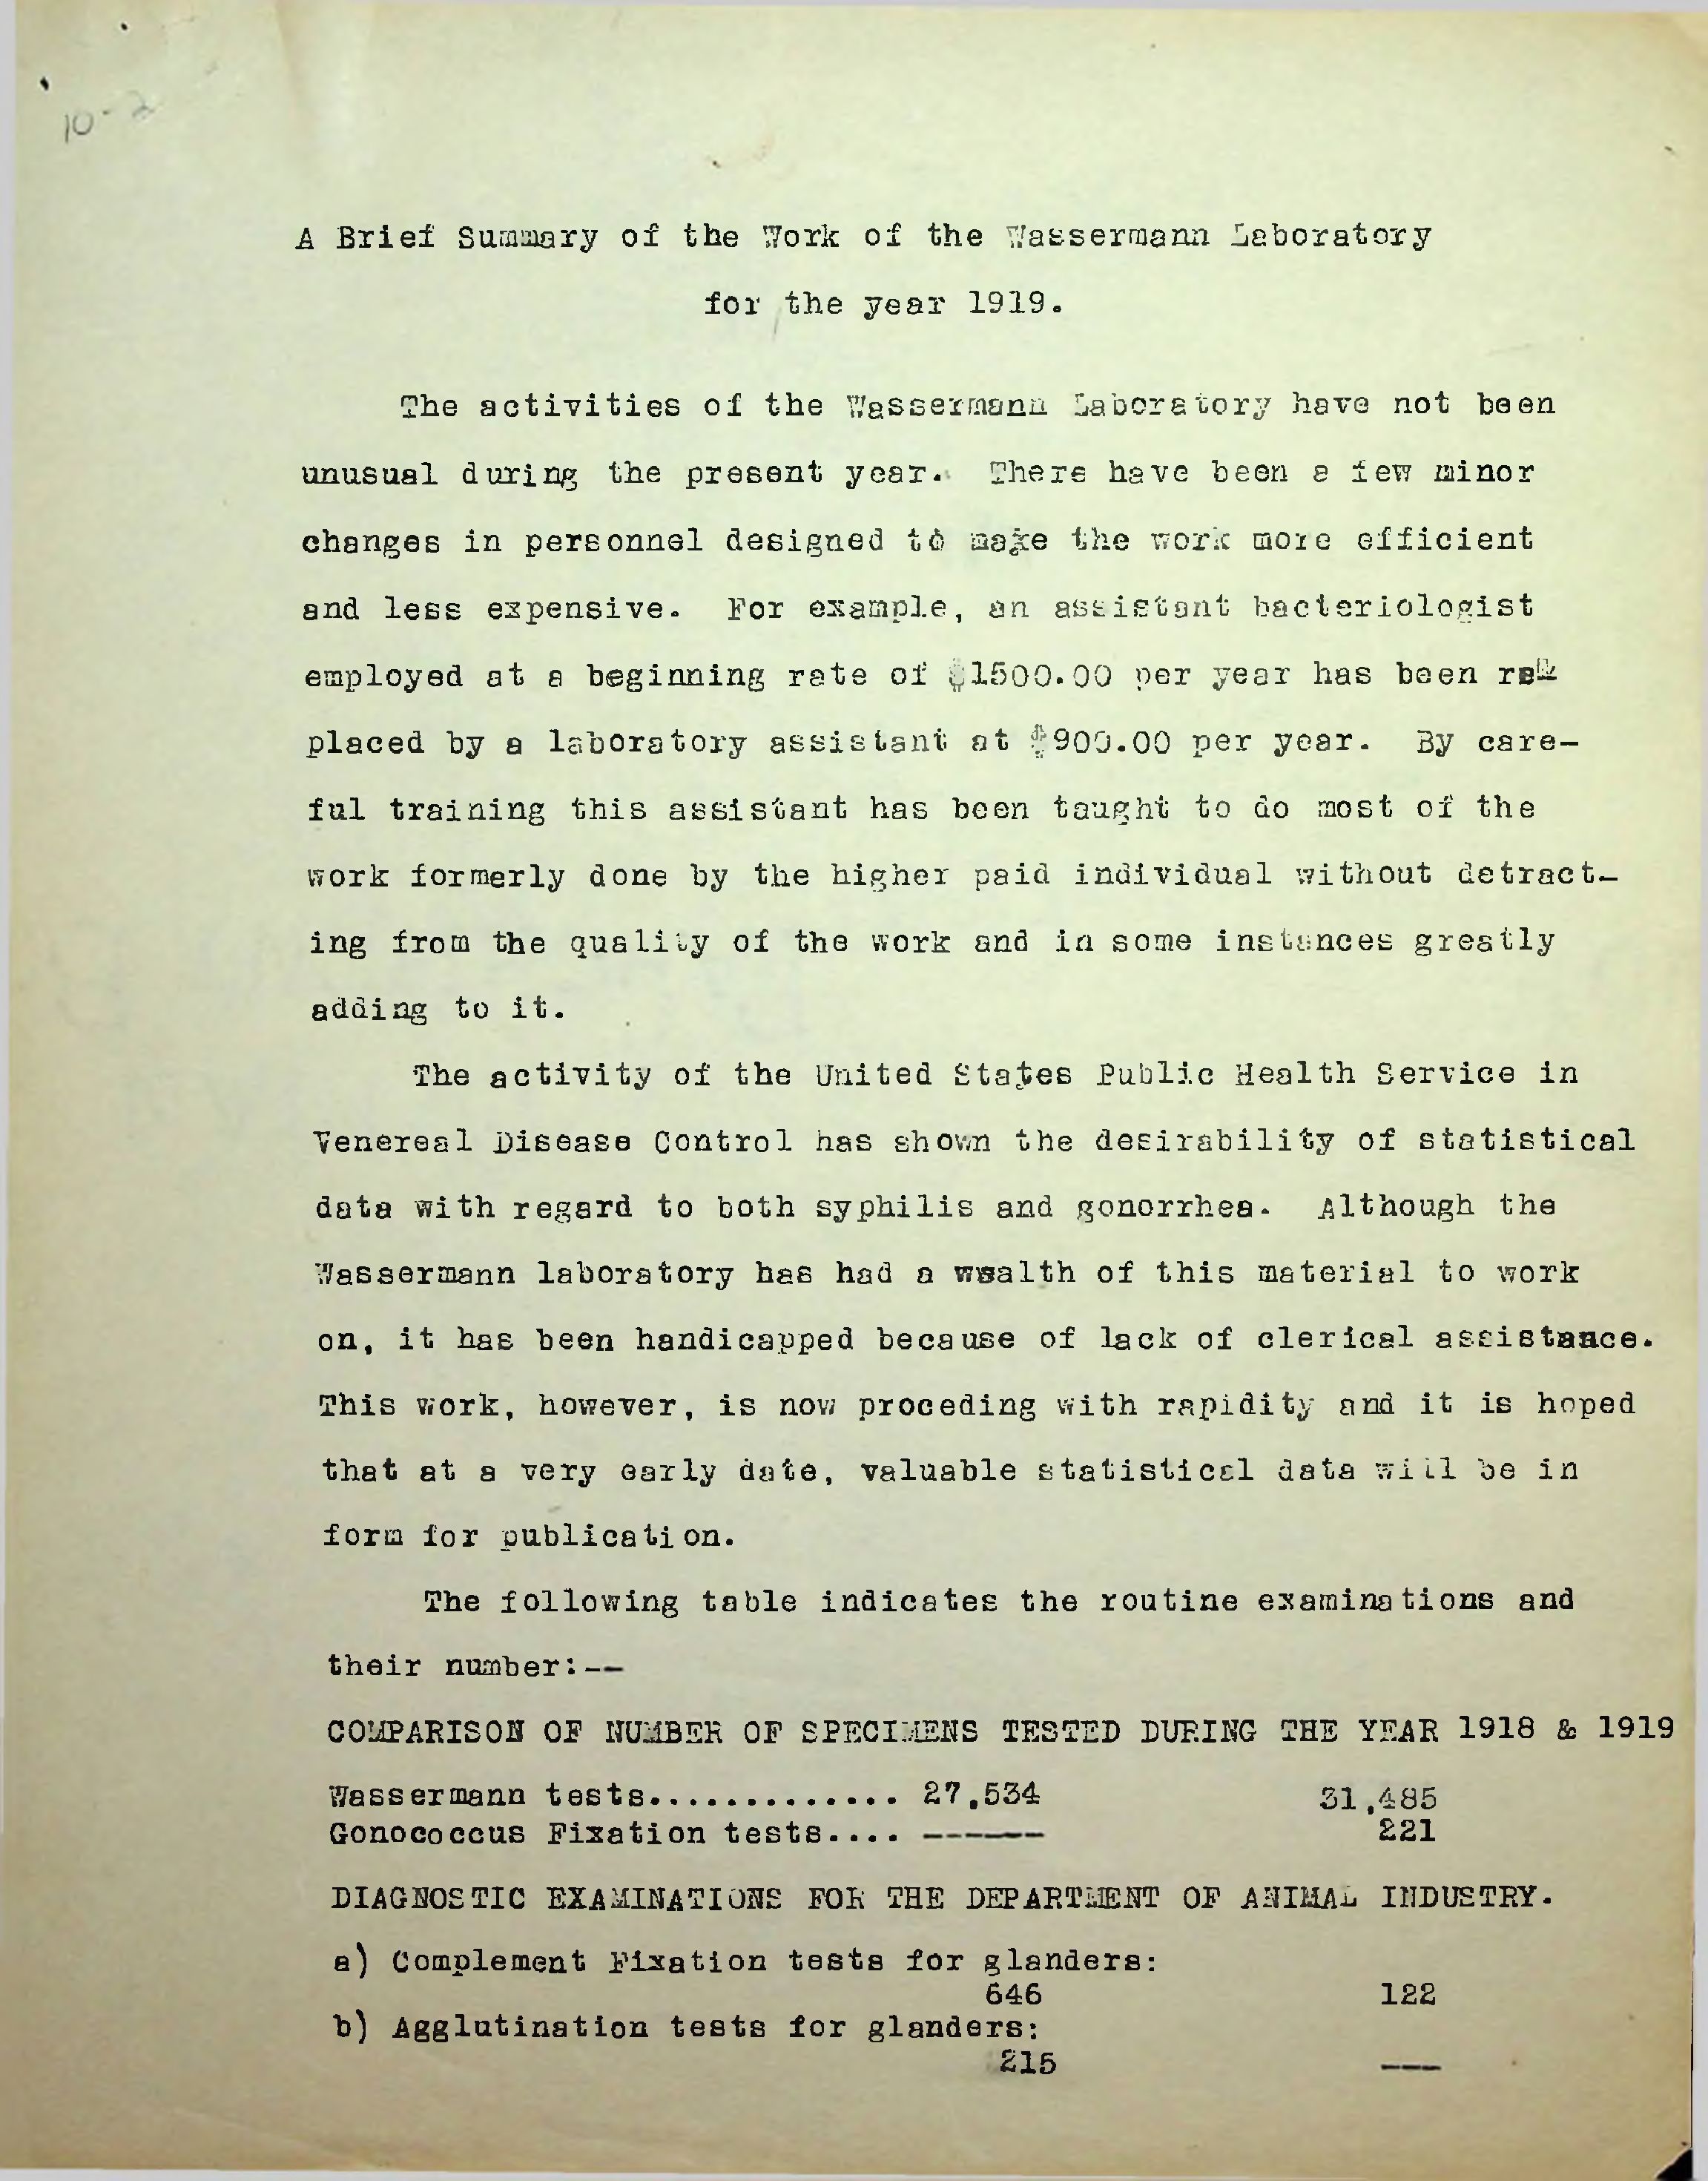 10-2
A Brief Summary of the Work of the Wassermann Laboratory
for the year 1919.
The activities of the Wassermann Laboratory have not been
unusual during the present year. There have been a few minor
changes in personnel designed to make the work more efficient
and less expensive. For example, an assistant bacteriologist
employed at a beginning rate of $1500.00 per year has been re-
placed by a laboratory assistant at $900.00 per year. By care-
ful training this assistant has been taught to do most of the
work formerly done by the higher paid individual without detract-
ing from the quality of the work and in some instances greatly
adding to it.
The activity of the United States Public Health Service in
Venereal Disease Control has shown the desirability of statistical
data with regard to both syphilis and gonorrhea. Although the
Wassermann laboratory has had a wealth of this material to work
on, it has been handicapped because of lack of clerical assistance.
This work, however, is now proceding with rapidity and it is hoped
that at a very early date, valuable statistical data will be in
form for publication.
The following table indicates the routine examinations and
their number:--
COMPARISON OF NUMBER OF SPECIMENS TESTED DURING THE YEAR 1918 & 1919
Wassermann tests............. 27,534 31,485
Gonococcus Fixation tests.... ------ 221
DIAGNOSTIC EXAMINATIONS FOR THE DEPARTMENT OF ANIMAL INDUSTRY.
a) Complement Fixation tests for glanders:
646 122
b) Agglutination tests for glanders:
215 ---